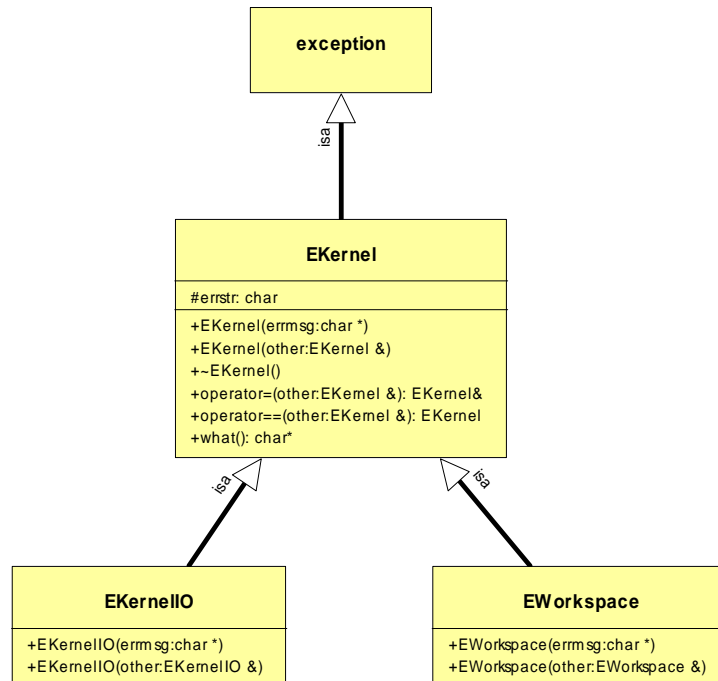 exception
isa
EKernel
#errstr: char
+EKernel(errmsg:char *)
+EKernel(other:EKernel &)
+~EKernel()
+operator=(other:EKernel &): EKernel&
+operator==(other:EKernel &): EKernel
+what(): char*
isa
isa
EKernelIO
+EKernelIO(errmsg:char *)
+EKernelIO(other:EKernelIO &)
EWorkspace
+EWorkspace(errmsg:char *)
+EWorkspace(other:EWorkspace &)